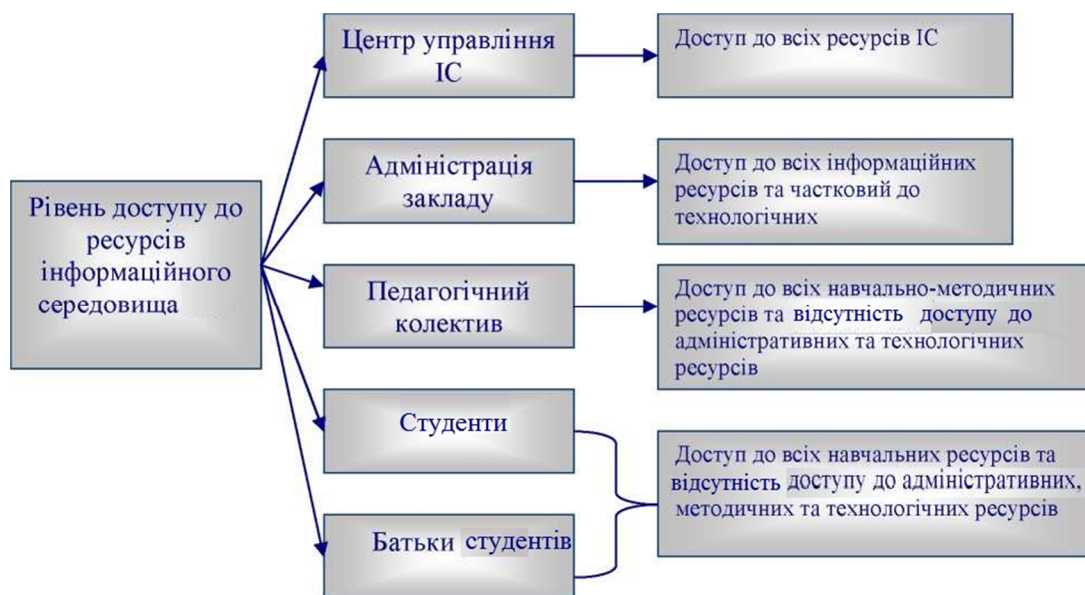 Рівень доступу до
ресурсів
інформаційного
середовища
Центр управління
ІС
Доступ до всіх ресурсів ІС
Адміністрація
закладу
Доступ до всіх інформаційних
ресурсів та частковий до
технологічних
Педагогічний
колектив
Доступ до всіх навчально-методичних
ресурсів та відсутність доступу до
адміністративних та технологічних
ресурсів
Студенти
Батьки студентів
Доступ до всіх навчальних ресурсів та
відсутність доступу до адміністративних,
методичних та технологічних ресурсів